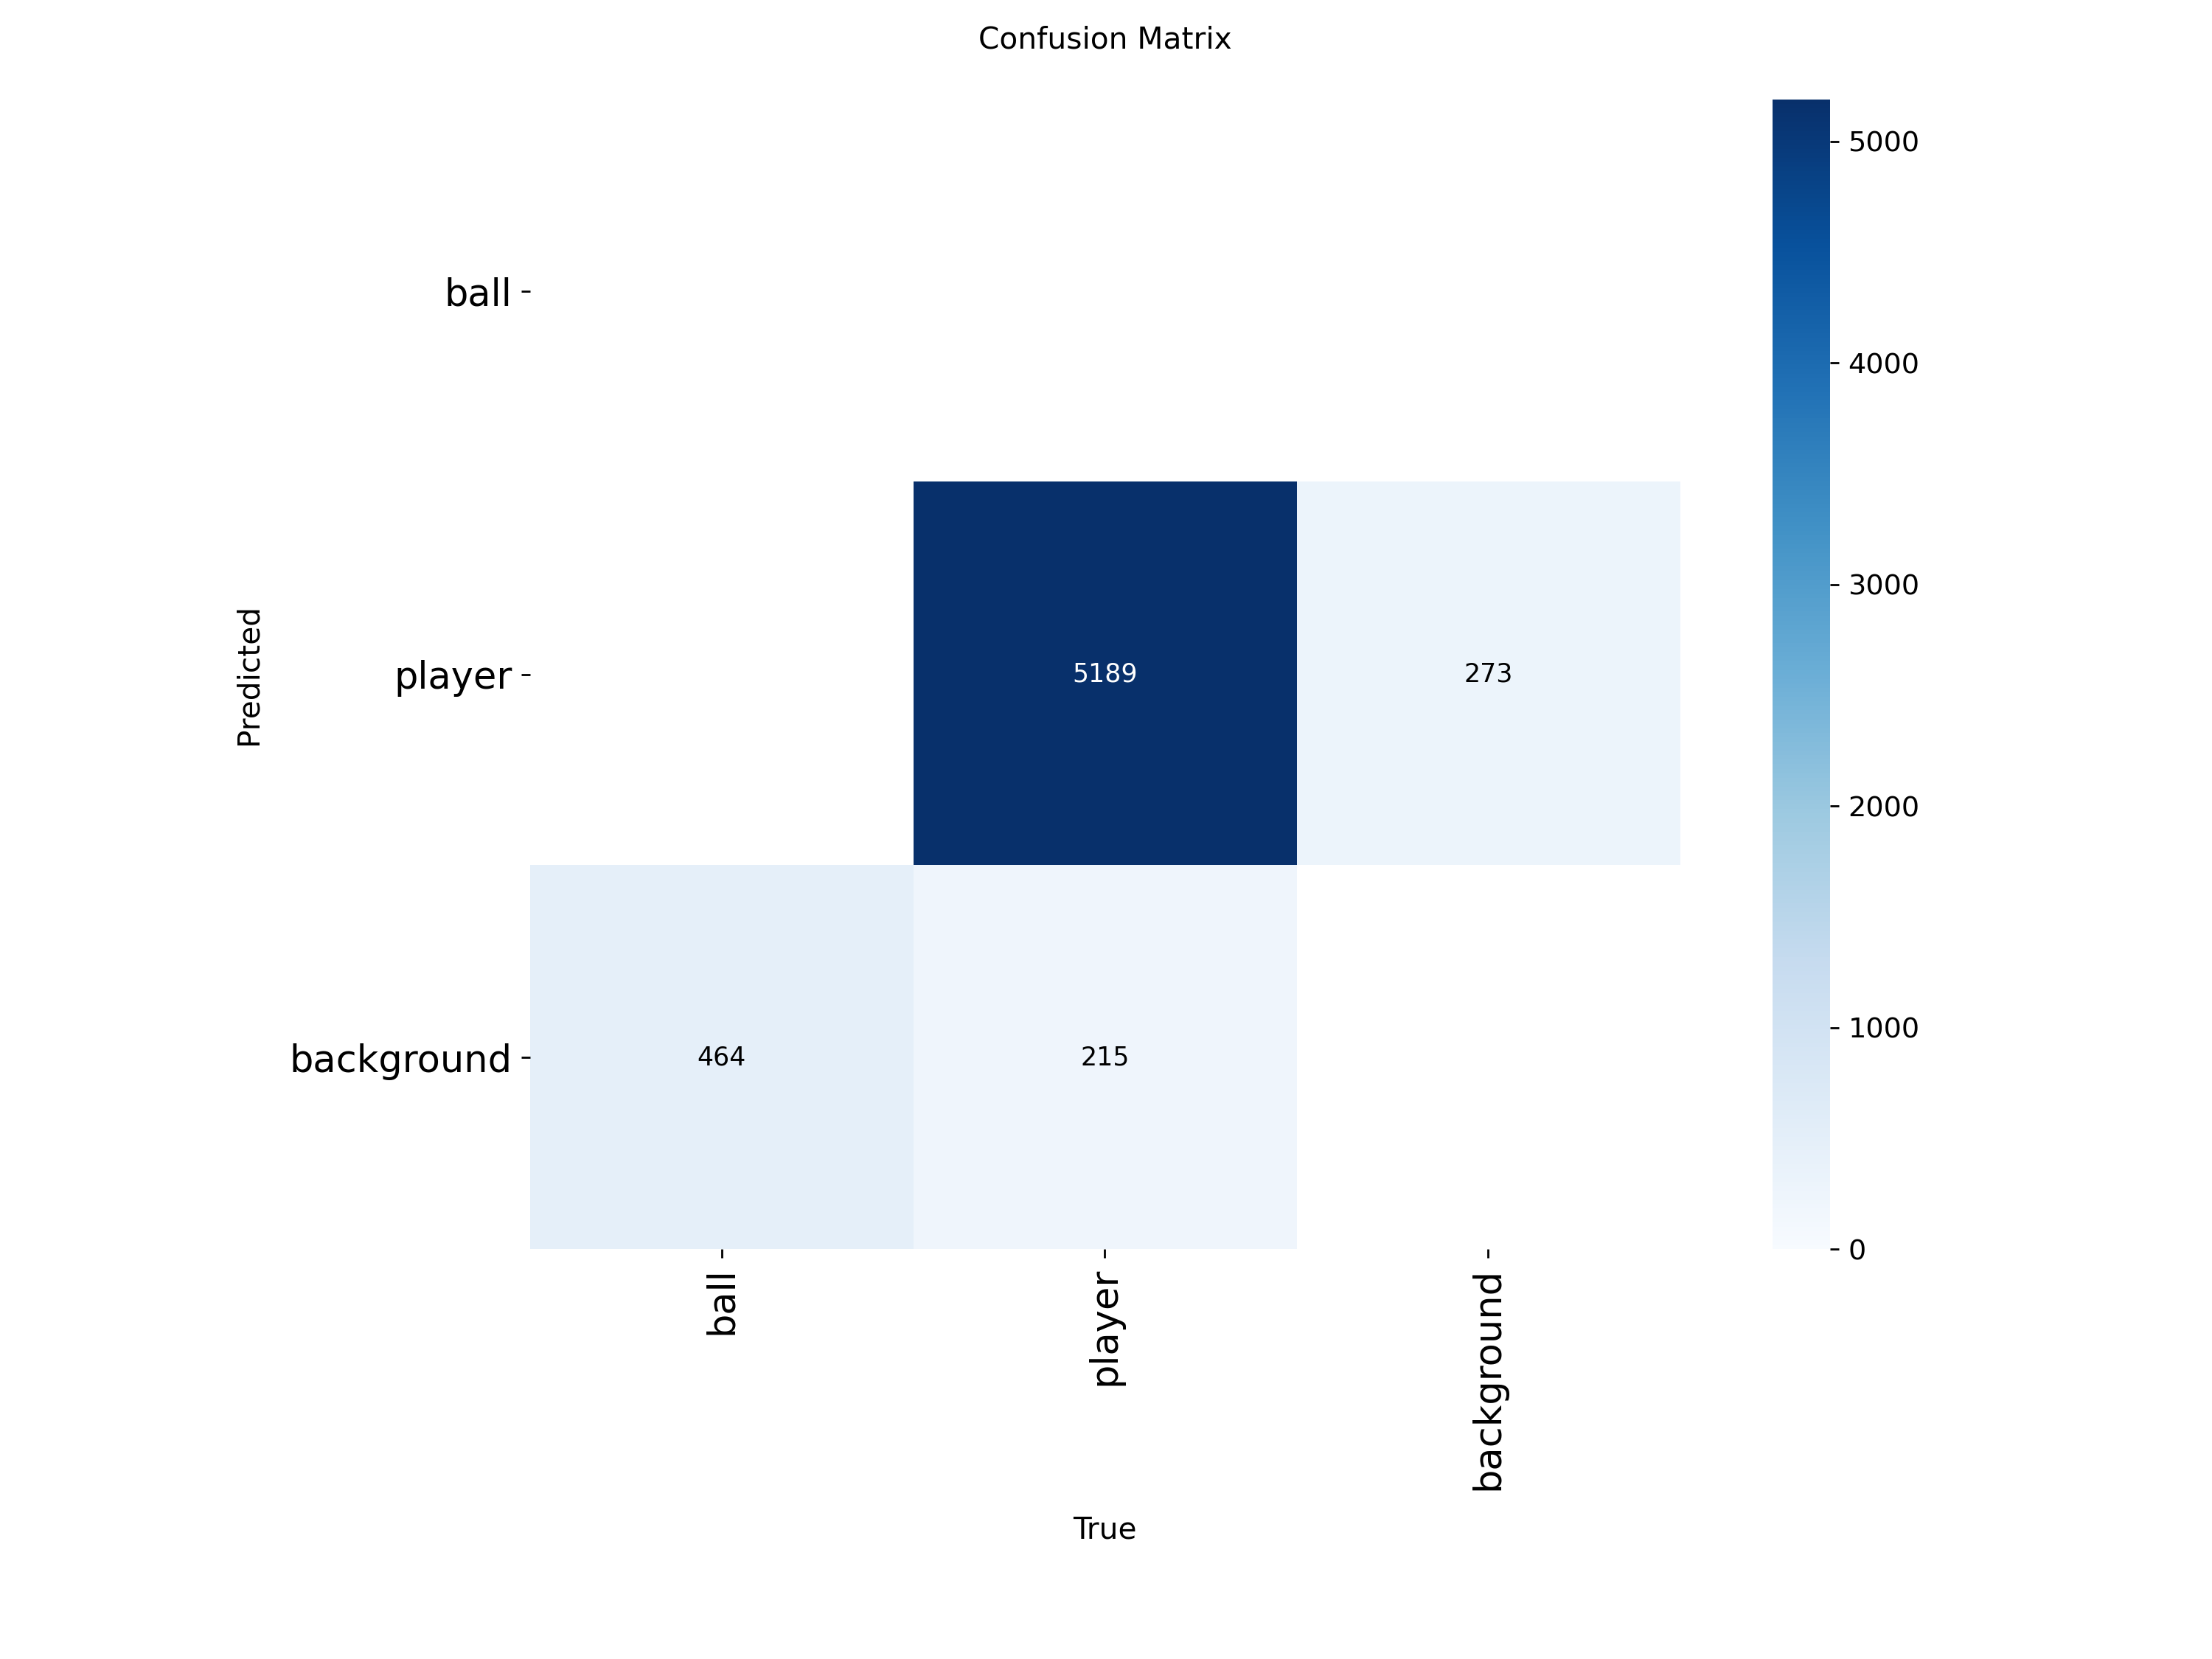 Confusion Matrix
ball
player
background
Predicted
5189
273
464
215
ball
player
background
True
5000
4000
3000
2000
1000
0